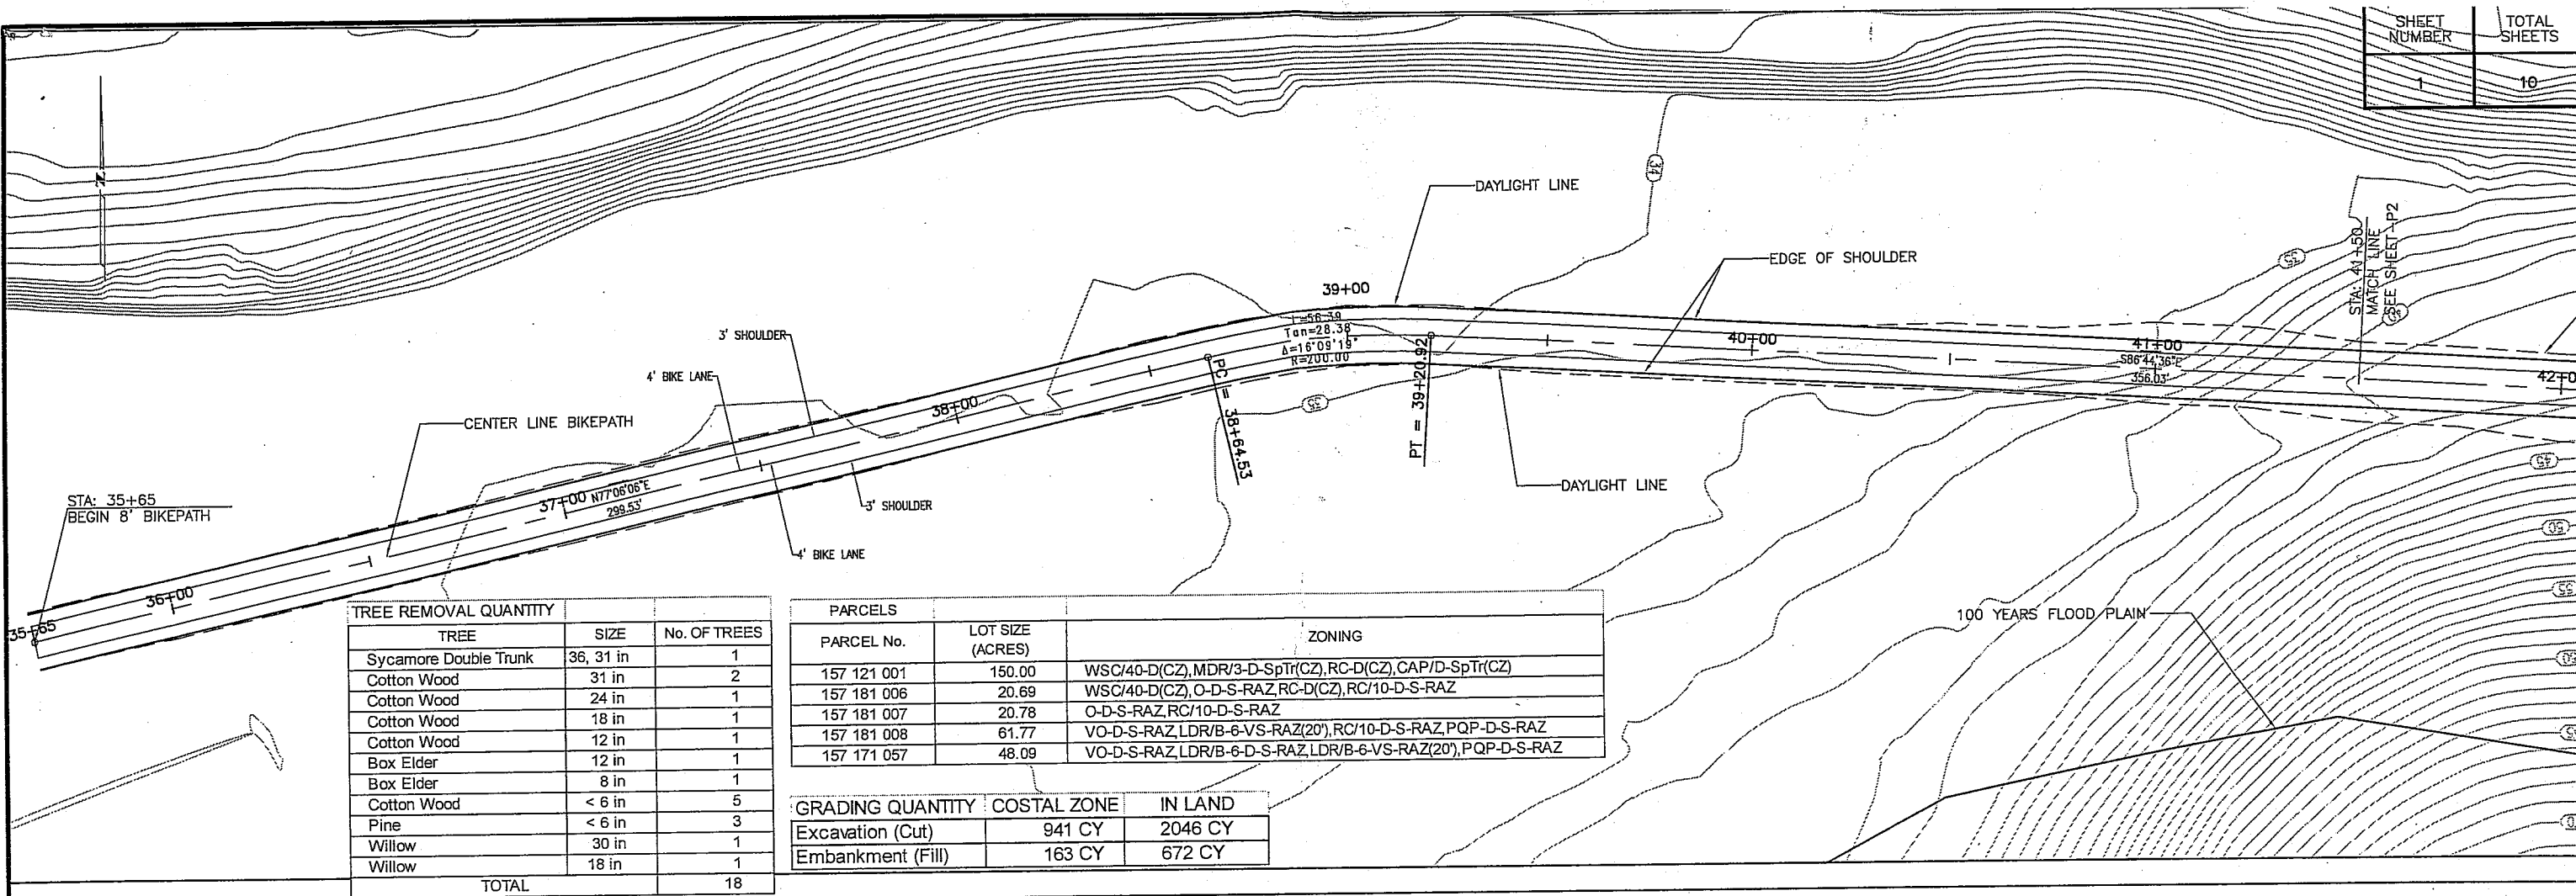 SHEET NUMBER
TOTAL SHEETS
1
10
DAYLIGHT LINE
34
EDGE OF SHOULDER
STA: 41+50
MATCH LINE
SEE SHEET-P2
35
39+00
L=56.39
Tan=28.38
Δ=16°09'19"
R=200.00
40+00
41+00
S86°44'36"E
356.03'
42+0
3' SHOULDER
4' BIKE LANE
38+00
PC = 38+64.53
PT = 39+20.92
35
CENTER LINE BIKEPATH
45
STA: 35+65
BEGIN 8' BIKEPATH
37+00
N77°06'06"E
299.53'
3' SHOULDER
4' BIKE LANE
DAYLIGHT LINE
50
55
36+00
35+65
100 YEARS FLOOD PLAIN
TREE REMOVAL QUANTITY
TREE SIZE No. OF TREES
Sycamore Double Trunk 36, 31 in 1
Cotton Wood 31 in 2
Cotton Wood 24 in 1
Cotton Wood 18 in 1
Cotton Wood 12 in 1
Box Elder 12 in 1
Box Elder 8 in 1
Cotton Wood < 6 in 5
Pine < 6 in 3
Willow 30 in 1
Willow 18 in 1
TOTAL 18
PARCELS
PARCEL No. LOT SIZE (ACRES) ZONING
157 121 001 150.00 WSC/40-D(CZ),MDR/3-D-SpTr(CZ),RC-D(CZ),CAP/D-SpTr(CZ)
157 181 006 20.69 WSC/40-D(CZ),O-D-S-RAZ,RC-D(CZ),RC/10-D-S-RAZ
157 181 007 20.78 O-D-S-RAZ,RC/10-D-S-RAZ
157 181 008 61.77 VO-D-S-RAZ,LDR/B-6-VS-RAZ(20'),RC/10-D-S-RAZ,PQP-D-S-RAZ
157 171 057 48.09 VO-D-S-RAZ,LDR/B-6-D-S-RAZ,LDR/B-6-VS-RAZ(20'),PQP-D-S-RAZ
GRADING QUANTITY COSTAL ZONE IN LAND
Excavation (Cut) 941 CY 2046 CY
Embankment (Fill) 163 CY 672 CY